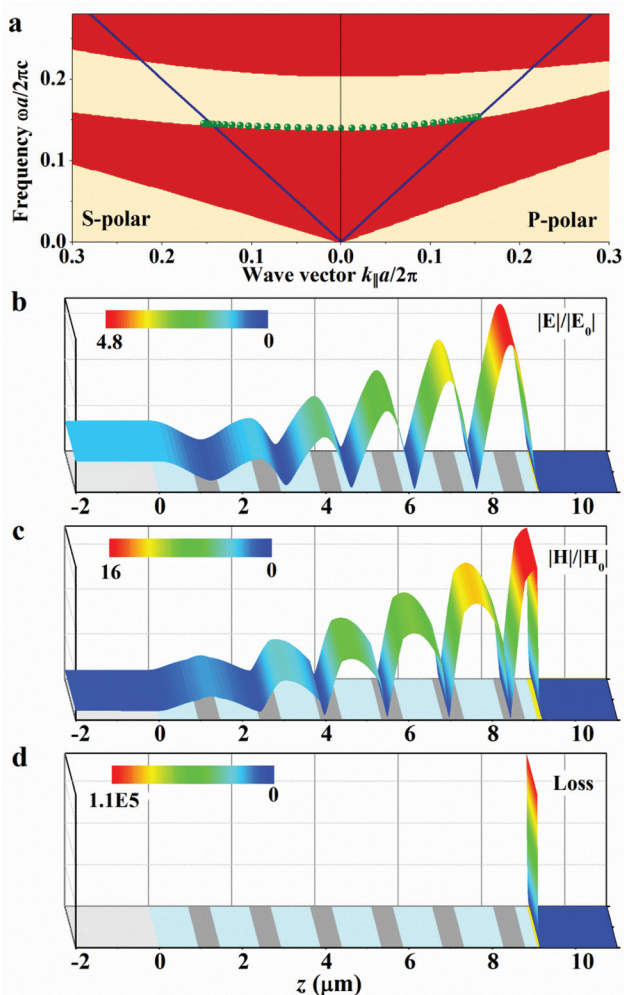 a
Frequency ωa/2πc
0.2
0.1
0.0
S-polar
P-polar
0.3 0.2 0.1 0.0 0.1 0.2 0.3
Wave vector k∥a/2π
b
4.8 0
|E|/|E₀|
-2 0 2 4 6 8 10
c
16 0
|H|/|H₀|
-2 0 2 4 6 8 10
d
1.1E5 0
Loss
-2 0 2 4 6 8 10
z (μm)